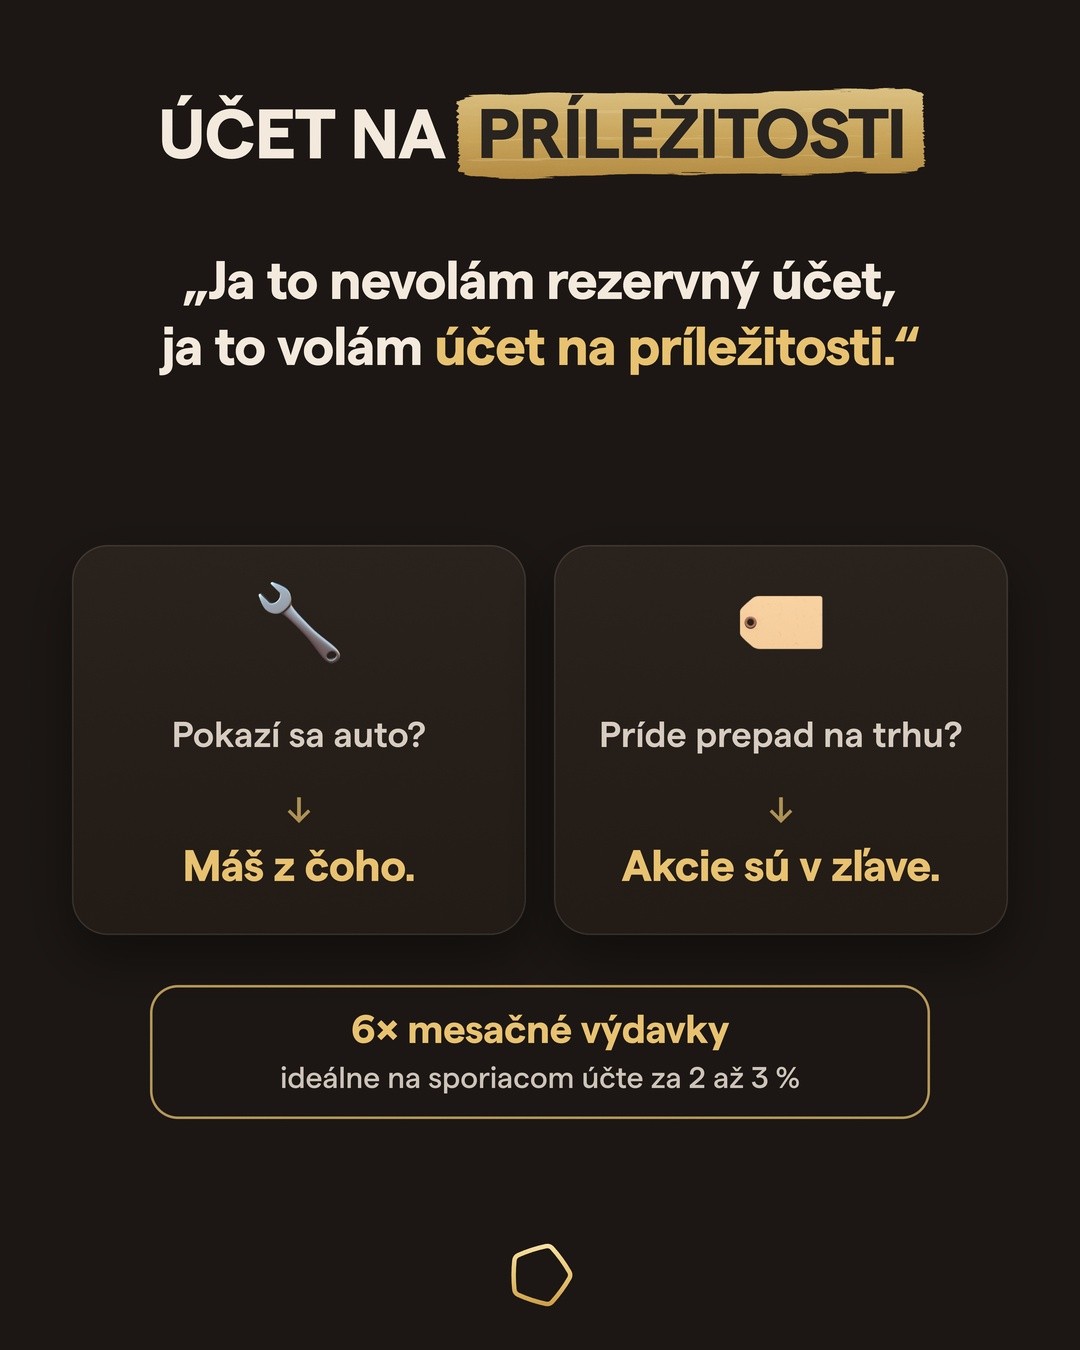 ÚČET NA PRÍLEŽITOSTI
„Ja to nevolám rezervný účet,
ja to volám účet na príležitosti.“
Pokazí sa auto?
↓
Máš z čoho.
Príde prepad na trhu?
↓
Akcie sú v zľave.
6× mesačné výdavky
ideálne na sporiacom účte za 2 až 3 %